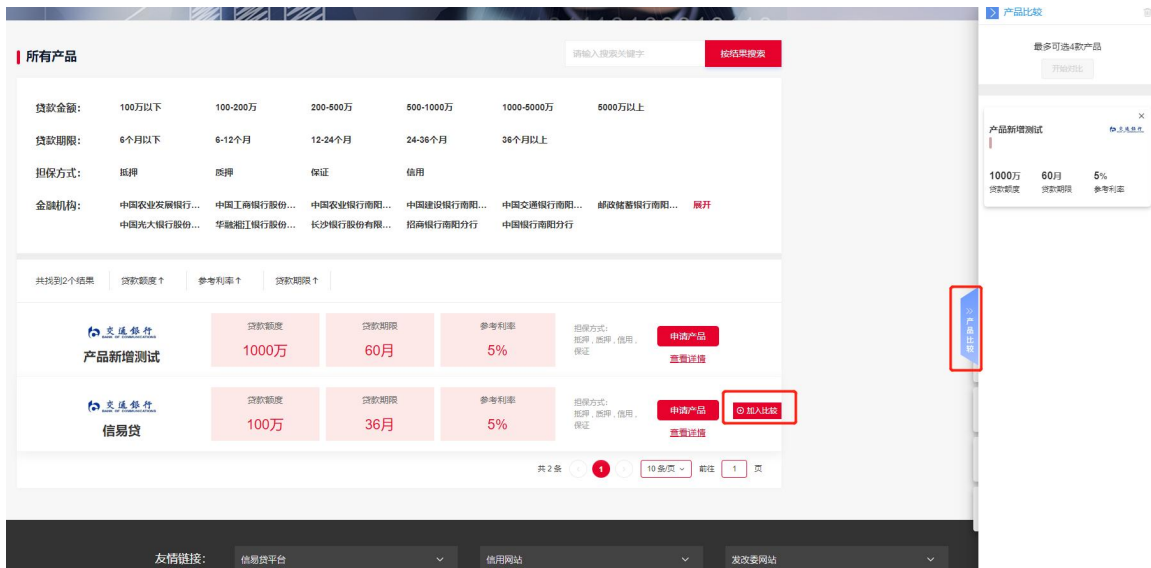 产品比较
最多可选4款产品
开始对比
所有产品
请输入搜索关键字
按结果搜索
贷款金额: 100万以下 100-200万 200-500万 500-1000万 1000-5000万 5000万以上
贷款期限: 6个月以下 6-12个月 12-24个月 24-36个月 36个月以上
担保方式: 抵押 质押 保证 信用
金融机构: 中国农业发展银行... 中国工商银行股份... 中国农业银行南阳... 中国建设银行南阳... 中国交通银行南阳... 邮政储蓄银行南阳... 展开
中国光大银行股份... 华融湘江银行股份... 长沙银行股份有限... 招商银行南阳分行 中国银行南阳分行
共找到2个结果 贷款额度↑ 参考利率↑ 贷款期限↑
交通银行
BANK OF COMMUNICATIONS
产品新增测试
贷款额度 贷款期限 参考利率
1000万 60月 5%
担保方式:
抵押 , 质押 , 信用 ,
保证
申请产品
查看详情
交通银行
BANK OF COMMUNICATIONS
信易贷
贷款额度 贷款期限 参考利率
100万 36月 5%
担保方式:
抵押 , 质押 , 信用 ,
保证
申请产品
加入比较
查看详情
共 2 条 1 10 条/页 前往 1 页
产品新增测试
交通银行
1000万 60月 5%
贷款额度 贷款期限 参考利率
产品比较
友情链接: 信易贷平台 信用网站 发改委网站